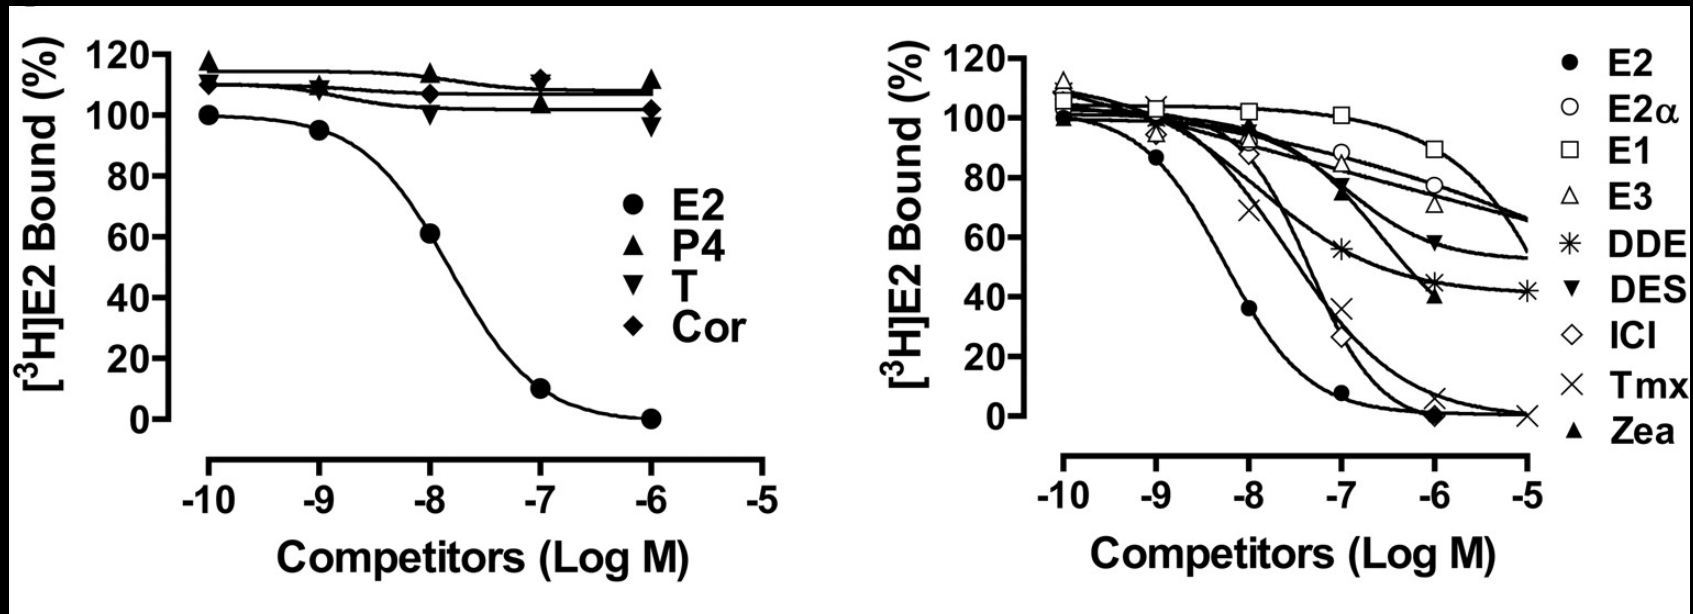 [³H]E2 Bound (%)
120
100
80
60
40
20
0
-10 -9 -8 -7 -6 -5
Competitors (Log M)
E2
P4
T
Cor
[³H]E2 Bound (%)
120
100
80
60
40
20
0
-10 -9 -8 -7 -6 -5
Competitors (Log M)
E2
E2α
E1
E3
DDE
DES
ICI
Tmx
Zea